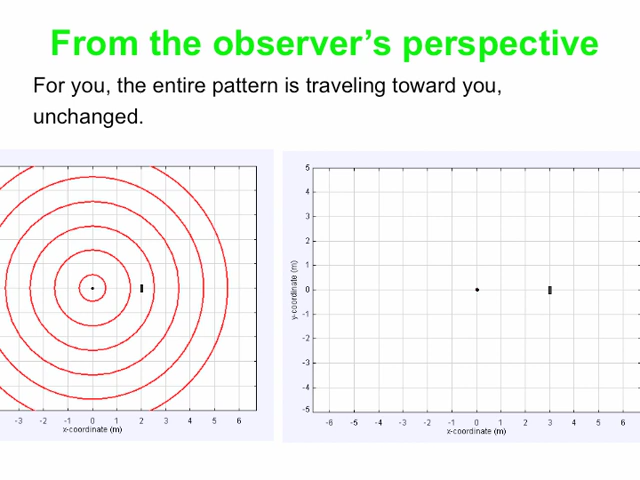 From the observer's perspective
For you, the entire pattern is traveling toward you,
unchanged.
-3 -2 -1 0 1 2 3 4 5 6
x-coordinate (m)
5
4
3
2
1
0
-1
-2
-3
-4
-5
y-coordinate (m)
-6 -5 -4 -3 -2 -1 0 1 2 3 4 5 6
x-coordinate (m)